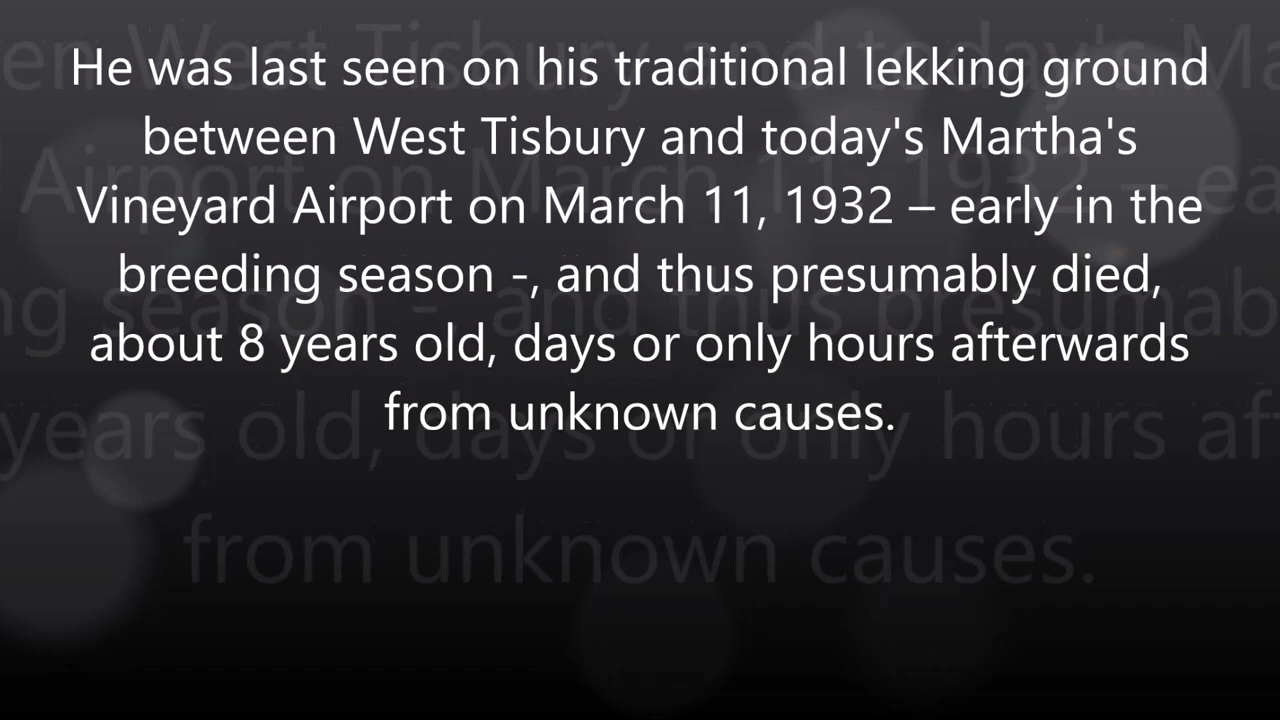 He was last seen on his traditional lekking ground
between West Tisbury and today's Martha's
Vineyard Airport on March 11, 1932 – early in the
breeding season -, and thus presumably died,
about 8 years old, days or only hours afterwards
from unknown causes.